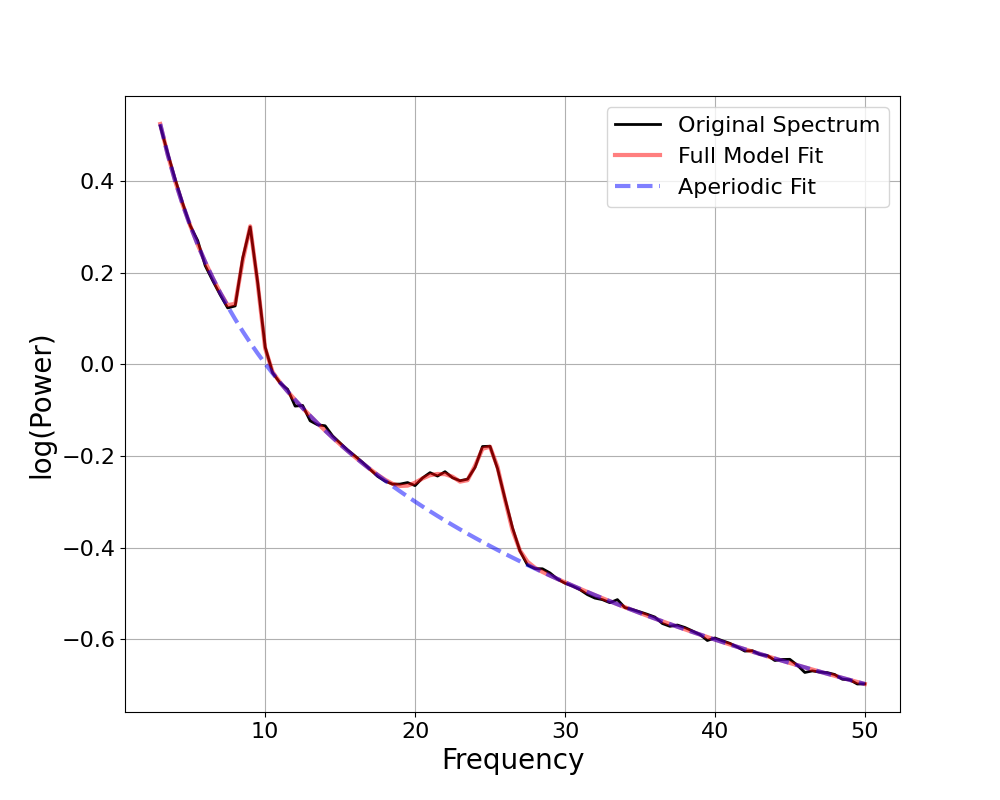 Original Spectrum
Full Model Fit
Aperiodic Fit
log(Power)
0.4
0.2
0.0
−0.2
−0.4
−0.6
10 20 30 40 50
Frequency